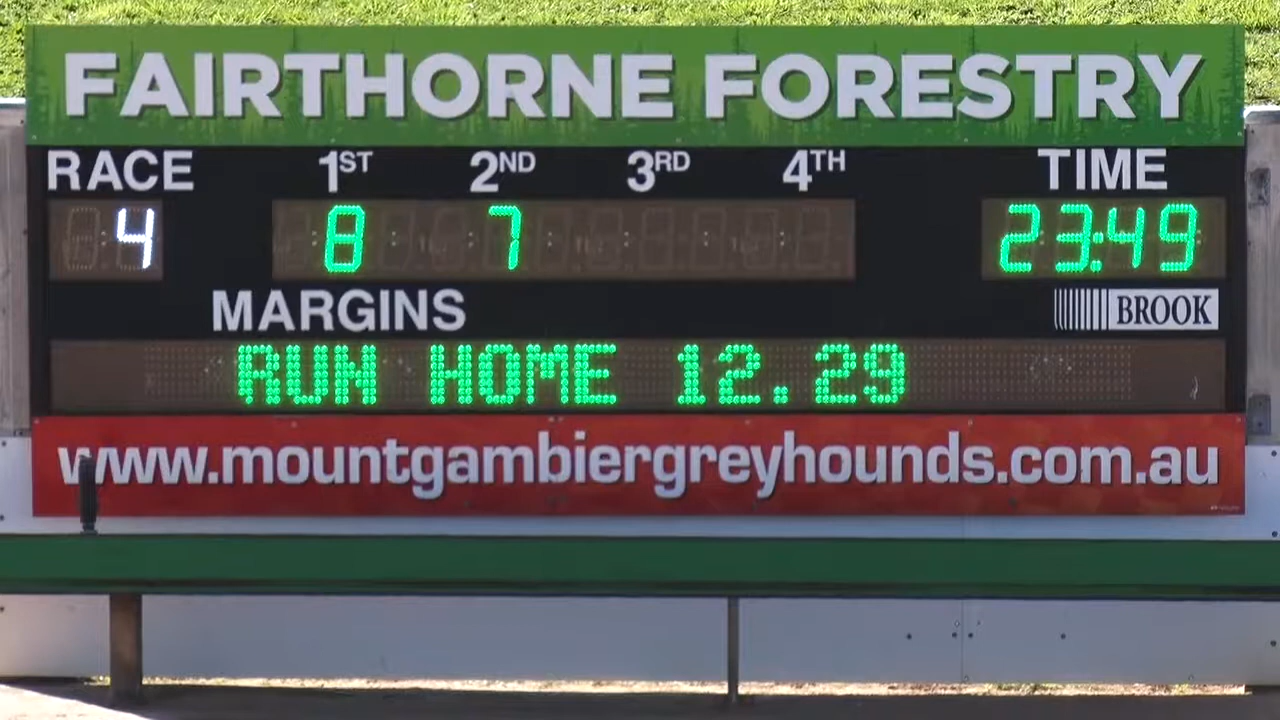 FAIRTHORNE FORESTRY
RACE 1ST 2ND 3RD 4TH TIME
4 8 7 23:49
MARGINS BROOK
RUN HOME 12.29
www.mountgambiergreyhounds.com.au